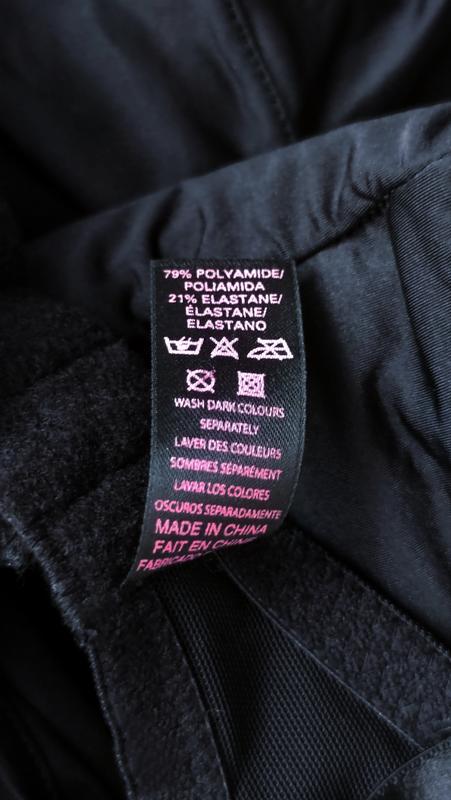 79% POLYAMIDE/
POLIAMIDA
21% ELASTANE/
ÉLASTANE/
ELASTANO
WASH DARK COLOURS
SEPARATELY
LAVER DES COULEURS
SOMBRES SÉPARÉMENT
LAVAR LOS COLORES
OSCUROS SEPARADAMENTE
MADE IN CHINA
FAIT EN CHINE